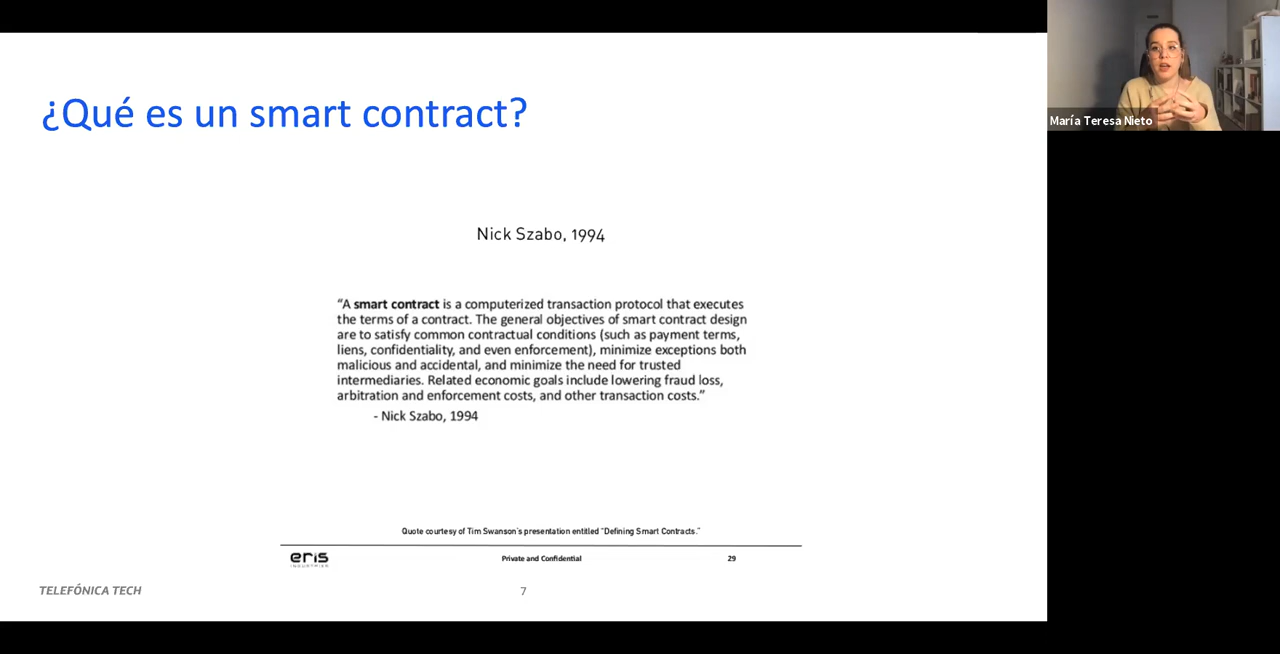 ¿Qué es un smart contract?
María Teresa Nieto
Nick Szabo, 1994
“A smart contract is a computerized transaction protocol that executes
the terms of a contract. The general objectives of smart contract design
are to satisfy common contractual conditions (such as payment terms,
liens, confidentiality, and even enforcement), minimize exceptions both
malicious and accidental, and minimize the need for trusted
intermediaries. Related economic goals include lowering fraud loss,
arbitration and enforcement costs, and other transaction costs.”
- Nick Szabo, 1994
Quote courtesy of Tim Swanson's presentation entitled "Defining Smart Contracts."
eris
INDUSTRIES
Private and Confidential
29
TELEFÓNICA TECH
7